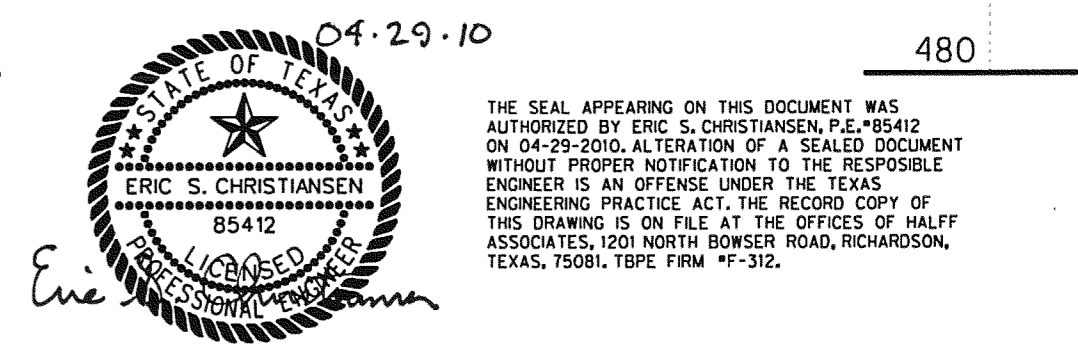 04.29.10
480
STATE OF TEXAS
ERIC S. CHRISTIANSEN
85412
LICENSED
PROFESSIONAL ENGINEER
Eric S. Christiansen
THE SEAL APPEARING ON THIS DOCUMENT WAS
AUTHORIZED BY ERIC S. CHRISTIANSEN, P.E.#85412
ON 04-29-2010. ALTERATION OF A SEALED DOCUMENT
WITHOUT PROPER NOTIFICATION TO THE RESPOSIBLE
ENGINEER IS AN OFFENSE UNDER THE TEXAS
ENGINEERING PRACTICE ACT. THE RECORD COPY OF
THIS DRAWING IS ON FILE AT THE OFFICES OF HALFF
ASSOCIATES, 1201 NORTH BOWSER ROAD, RICHARDSON,
TEXAS, 75081. TBPE FIRM #F-312.